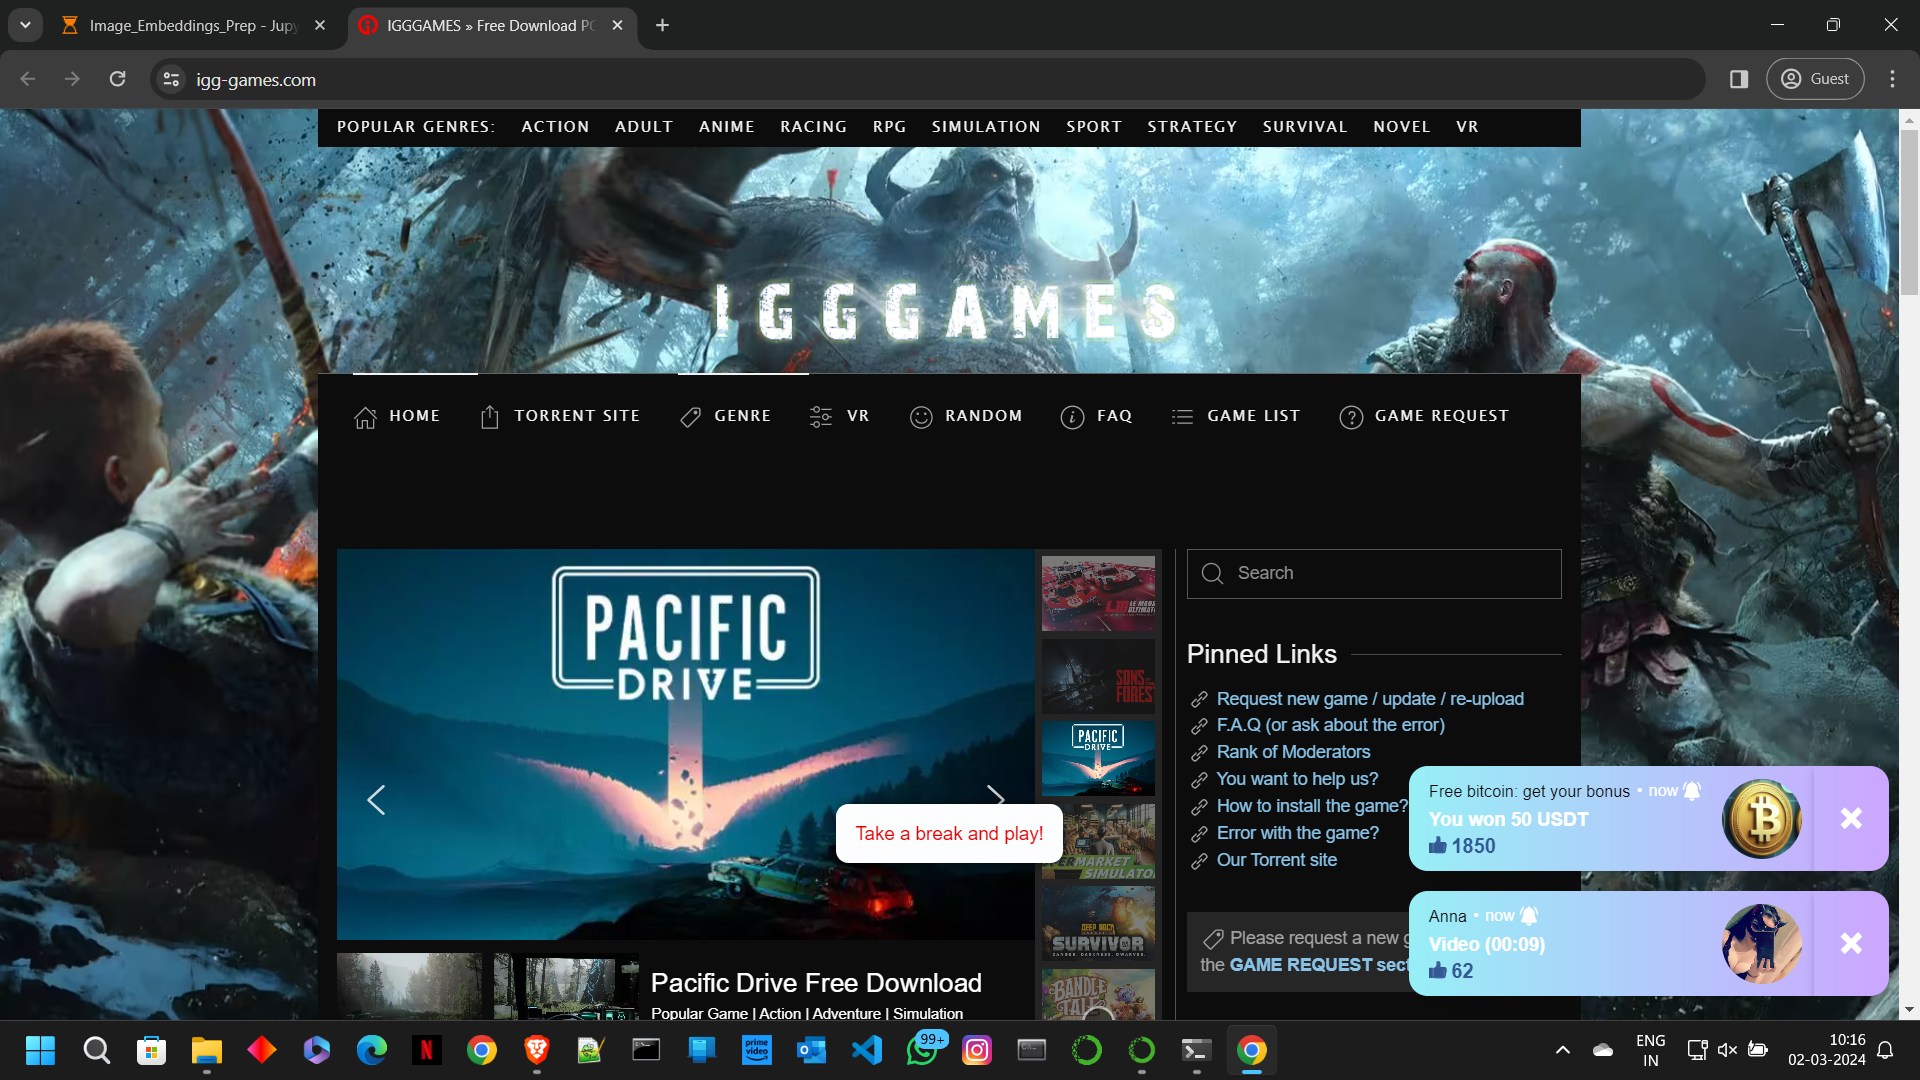 Image_Embeddings_Prep - Jupy
IGGGAMES » Free Download PC
igg-games.com
Guest
POPULAR GENRES: ACTION ADULT ANIME RACING RPG SIMULATION SPORT STRATEGY SURVIVAL NOVEL VR
IGGGAMES
HOME TORRENT SITE GENRE VR RANDOM FAQ GAME LIST GAME REQUEST
PACIFIC
DRIVE
Take a break and play!
SONS
FOREST
PACIFIC
DRIVE
SUPERMARKET
SIMULATOR
DEEP ROCK
SURVIVOR
BANDLE
TALE
Search
Pinned Links
Request new game / update / re-upload
F.A.Q (or ask about the error)
Rank of Moderators
You want to help us?
How to install the game?
Error with the game?
Our Torrent site
Please request a new g
the GAME REQUEST sect
Free bitcoin: get your bonus • now
You won 50 USDT
1850
Anna • now
Video (00:09)
62
Pacific Drive Free Download
Popular Game | Action | Adventure | Simulation
prime
video
99+
ENG
IN
10:16
02-03-2024